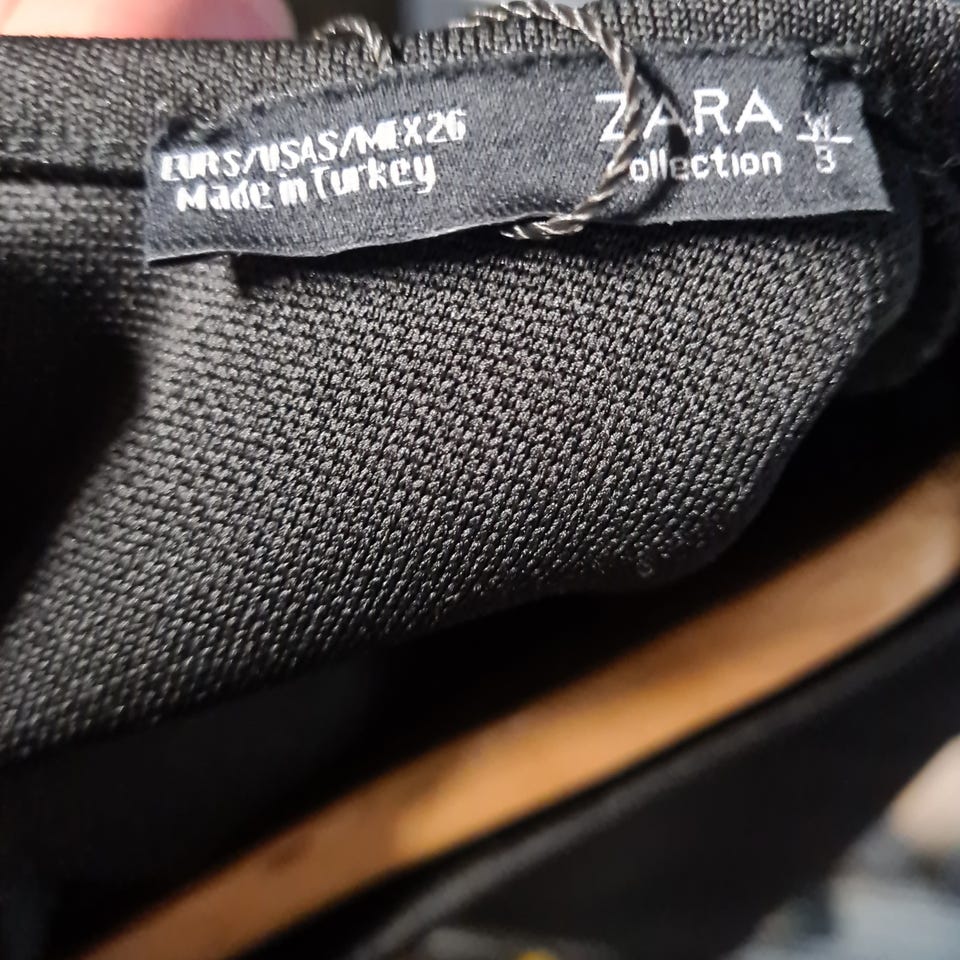 EUR S/USA S/MEX 26
Made in Turkey
ZARA
Collection
W
B